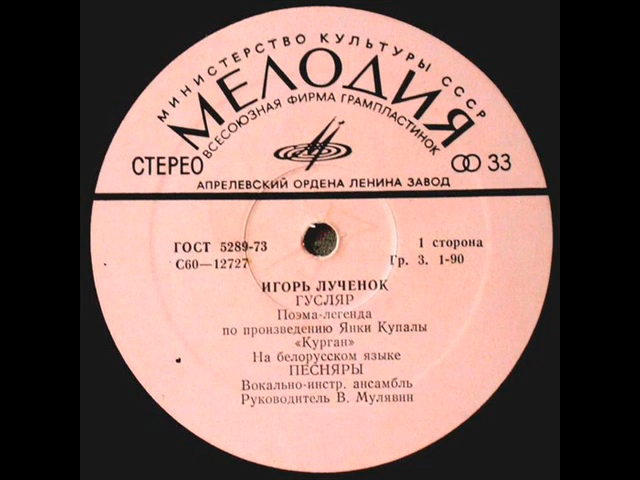 МИНИСТЕРСТВО КУЛЬТУРЫ СССР
МЕЛОДИЯ
ВСЕСОЮЗНАЯ ФИРМА ГРАМПЛАСТИНОК
СТЕРЕО 33
АПРЕЛЕВСКИЙ ОРДЕНА ЛЕНИНА ЗАВОД
ГОСТ 5289-73 1 сторона
С60—12727 Гр. 3. 1-90
ИГОРЬ ЛУЧЕНОК
ГУСЛЯР
Поэма-легенда
по произведению Янки Купалы
«Курган»
На белорусском языке
ПЕСНЯРЫ
Вокально-инстр. ансамбль
Руководитель В. Мулявин